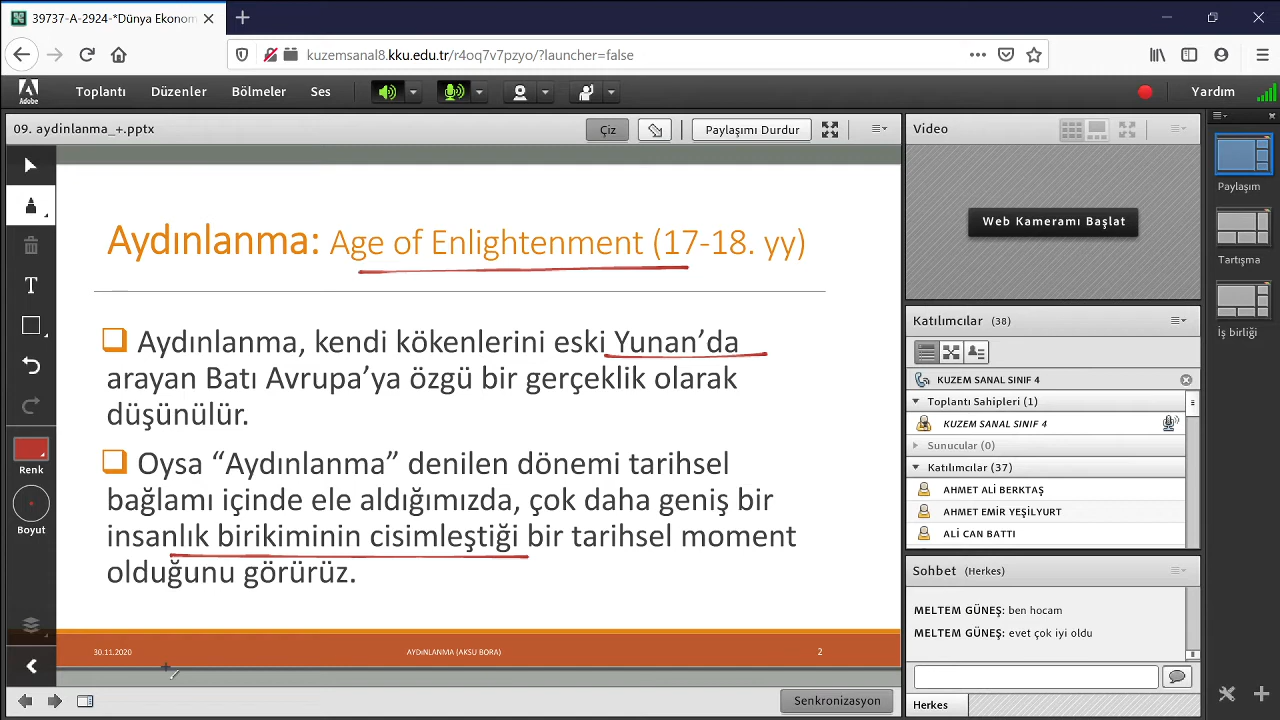 39737-A-2924-*Dünya Ekonom
kuzemsanal8.kku.edu.tr/r4oq7v7pzyo/?launcher=false
Adobe
Toplantı
Düzenler
Bölmeler
Ses
Yardım
09. aydinlanma_+.pptx
Çiz
Paylaşımı Durdur
Renk
Boyut
Aydınlanma: Age of Enlightenment (17-18. yy)
Aydınlanma, kendi kökenlerini eski Yunan’da
arayan Batı Avrupa’ya özgü bir gerçeklik olarak
düşünülür.
Oysa “Aydınlanma” denilen dönemi tarihsel
bağlamı içinde ele aldığımızda, çok daha geniş bir
insanlık birikiminin cisimleştiği bir tarihsel moment
olduğunu görürüz.
30.11.2020
AYDıNLANMA (AKSU BORA)
2
Senkronizasyon
Video
Web Kameramı Başlat
Katılımcılar (38)
KUZEM SANAL SINIF 4
Toplantı Sahipleri (1)
KUZEM SANAL SINIF 4
Sunucular (0)
Katılımcılar (37)
AHMET ALİ BERKTAŞ
AHMET EMİR YEŞİLYURT
ALİ CAN BATTI
Sohbet (Herkes)
MELTEM GÜNEŞ: ben hocam
MELTEM GÜNEŞ: evet çok iyi oldu
Herkes
Paylaşım
Tartışma
İş birliği